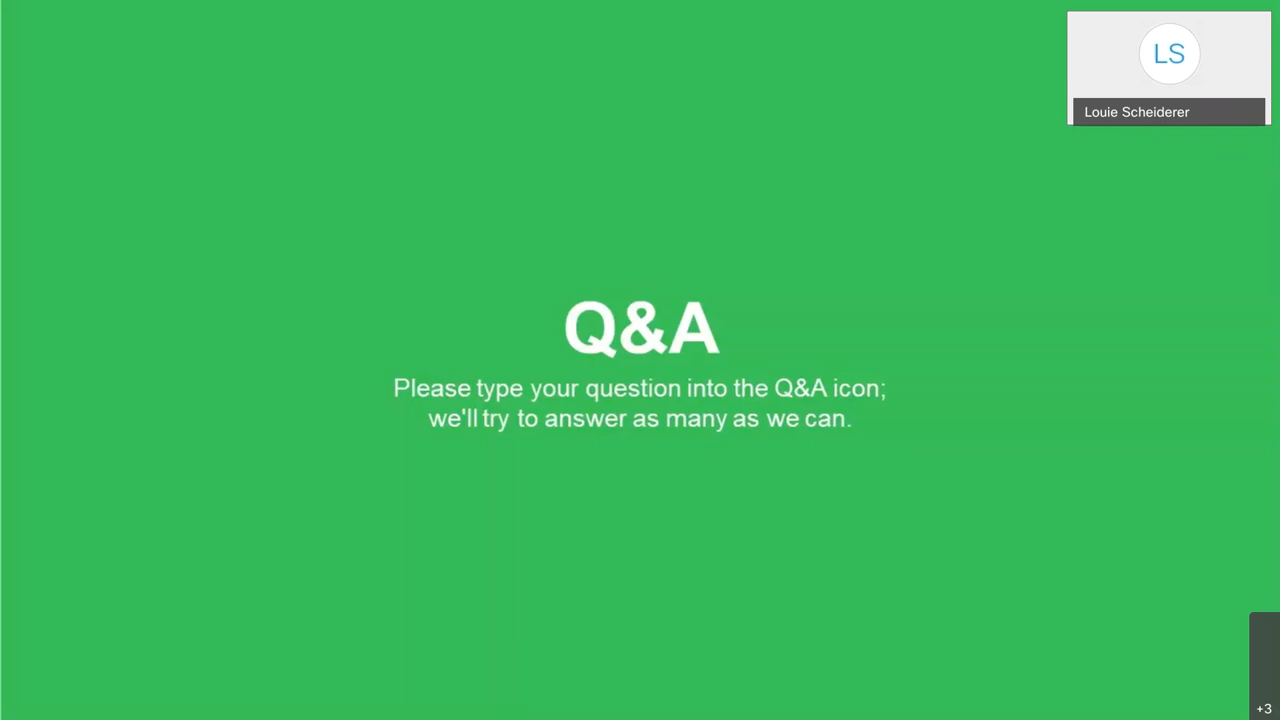 LS
Louie Scheiderer
Q&A
Please type your question into the Q&A icon;
we'll try to answer as many as we can.
+3